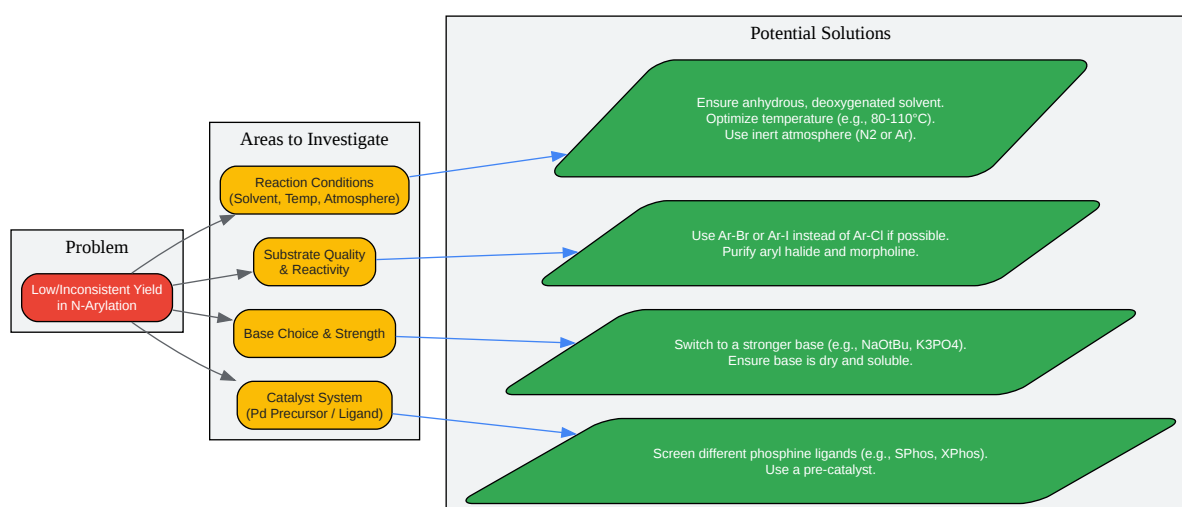 Problem
Low/Inconsistent Yield
in N-Arylation
Areas to Investigate
Reaction Conditions
(Solvent, Temp, Atmosphere)
Substrate Quality
& Reactivity
Base Choice & Strength
Catalyst System
(Pd Precursor / Ligand)
Potential Solutions
Ensure anhydrous, deoxygenated solvent.
Optimize temperature (e.g., 80-110°C).
Use inert atmosphere (N2 or Ar).
Use Ar-Br or Ar-I instead of Ar-Cl if possible.
Purify aryl halide and morpholine.
Switch to a stronger base (e.g., NaOtBu, K3PO4).
Ensure base is dry and soluble.
Screen different phosphine ligands (e.g., SPhos, XPhos).
Use a pre-catalyst.